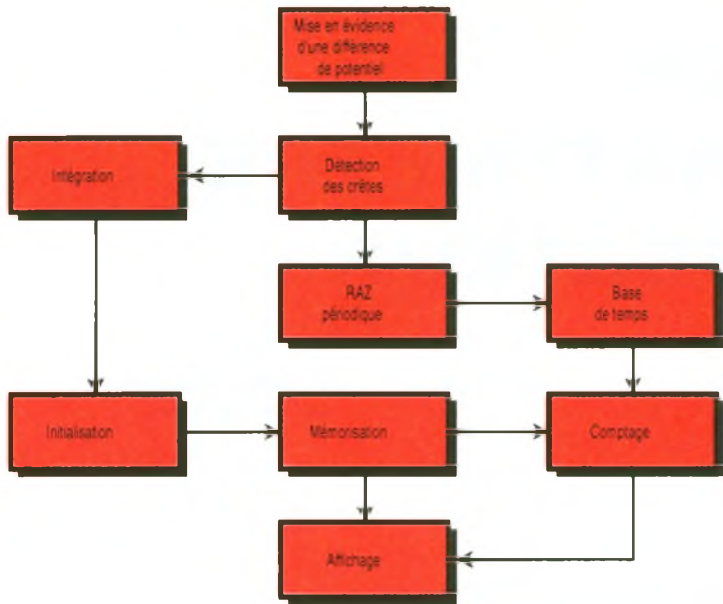 Mise en évidence
d'une différence
de potentiel
Intégration
Détection
des crêtes
RAZ
périodique
Base
de temps
Initialisation
Mémorisation
Comptage
Affichage